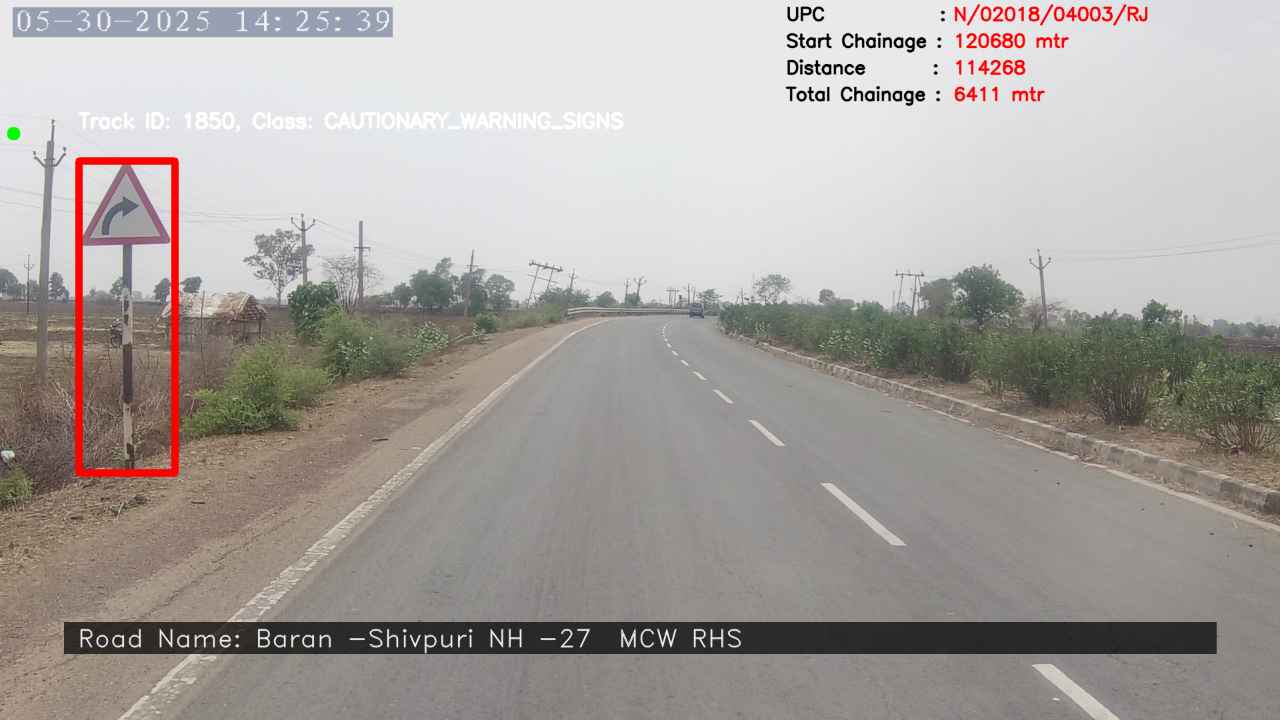 05-30-2025 14:25:39
UPC : N/02018/04003/RJ
Start Chainage : 120680 mtr
Distance : 114268
Total Chainage : 6411 mtr
Track ID: 1850, Class: CAUTIONARY_WARNING_SIGNS
Road Name: Baran -Shivpuri NH -27 MCW RHS